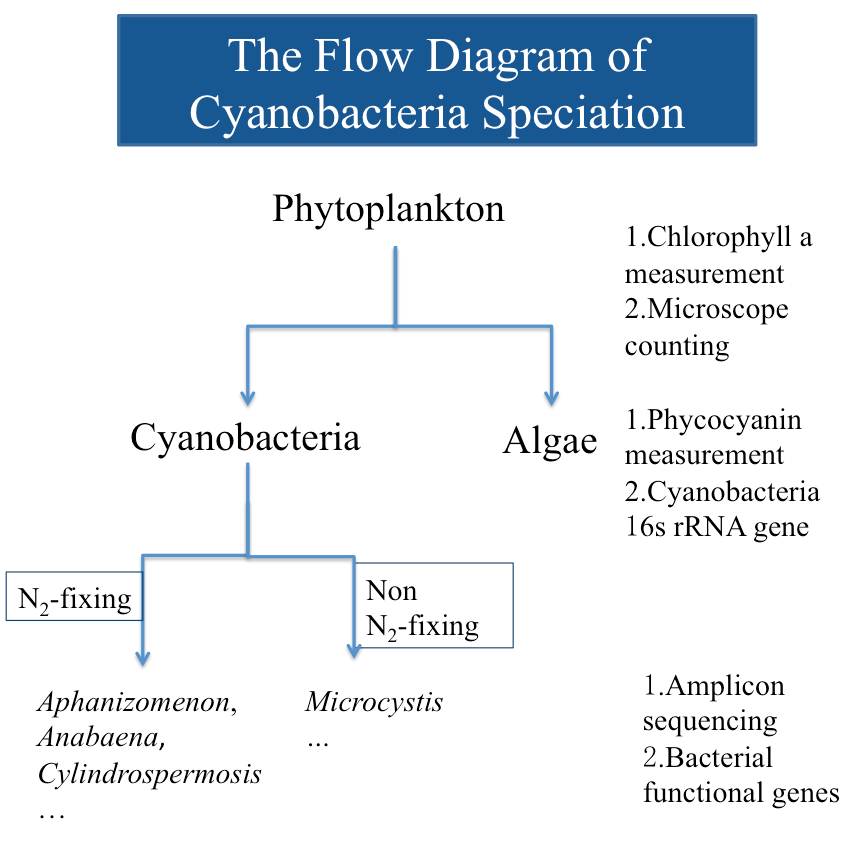 The Flow Diagram of
Cyanobacteria Speciation
Phytoplankton
1.Chlorophyll a
measurement
2.Microscope
counting
Cyanobacteria
Algae
1.Phycocyanin
measurement
2.Cyanobacteria
16s rRNA gene
N₂-fixing
Non
N₂-fixing
Aphanizomenon,
Anabaena,
Cylindrospermosis
…
Microcystis
…
1.Amplicon
sequencing
2.Bacterial
functional genes